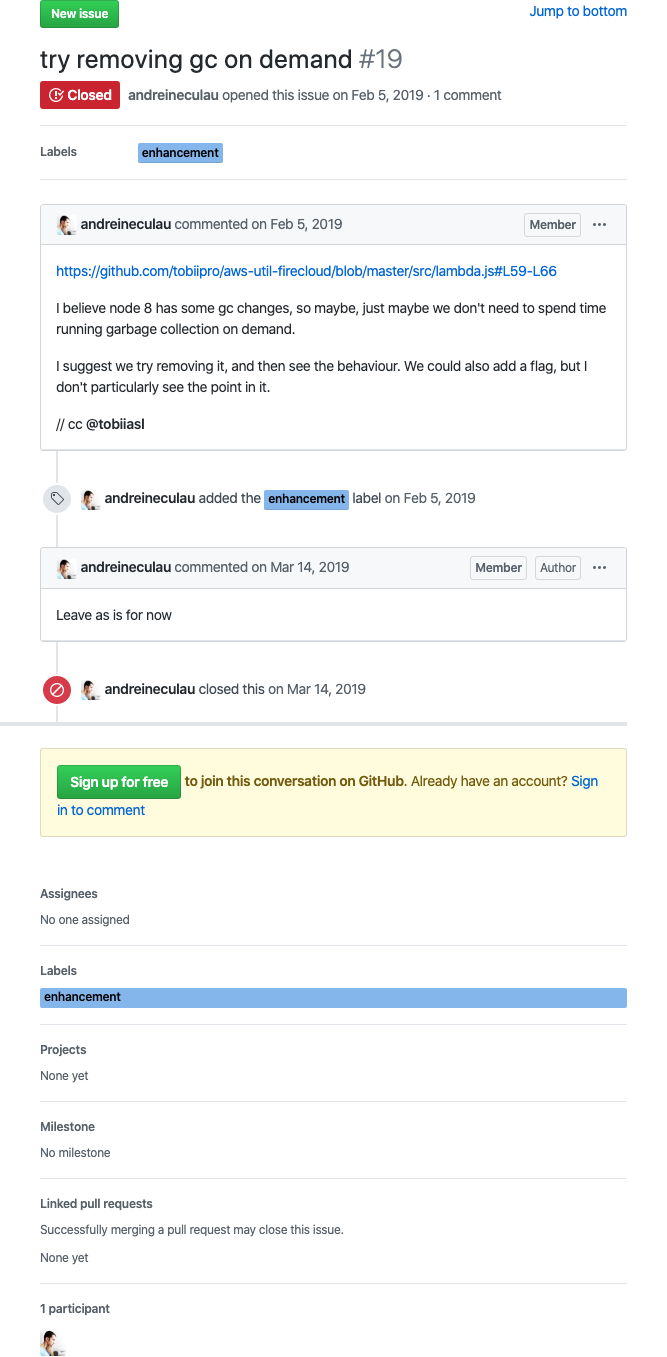 New issue
Jump to bottom
try removing gc on demand #19
Closed andreineculau opened this issue on Feb 5, 2019 · 1 comment
Labels enhancement
andreineculau commented on Feb 5, 2019 Member ···
https://github.com/tobiipro/aws-util-firecloud/blob/master/src/lambda.js#L59-L66
I believe node 8 has some gc changes, so maybe, just maybe we don't need to spend time
running garbage collection on demand.
I suggest we try removing it, and then see the behaviour. We could also add a flag, but I
don't particularly see the point in it.
// cc @tobiiasl
andreineculau added the enhancement label on Feb 5, 2019
andreineculau commented on Mar 14, 2019 Member Author ···
Leave as is for now
andreineculau closed this on Mar 14, 2019
Sign up for free to join this conversation on GitHub. Already have an account? Sign
in to comment
Assignees
No one assigned
Labels
enhancement
Projects
None yet
Milestone
No milestone
Linked pull requests
Successfully merging a pull request may close this issue.
None yet
1 participant